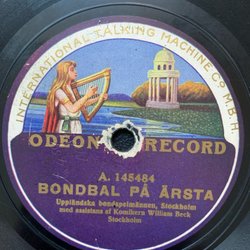 INTERNATIONAL TALKING MACHINE Co M.B.H.
ODEON RECORD
A. 145484
BONDBAL PÅ ÅRSTA
Uppländska bondspelmännen, Stockholm
med assistans af Komikern William Beck
Stockholm